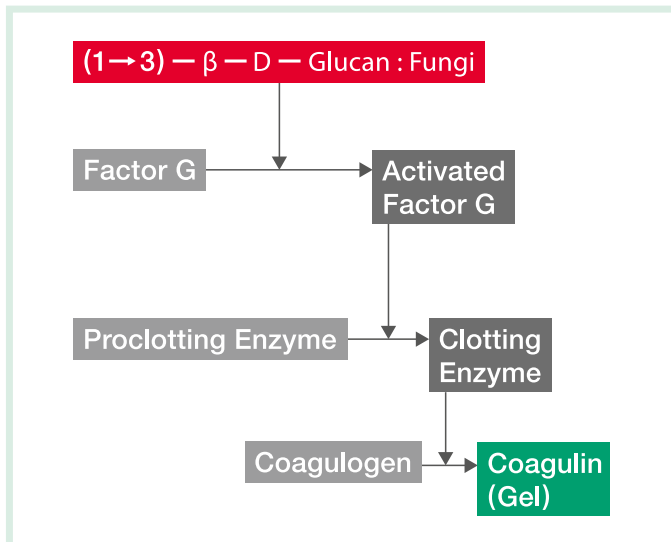 (1→3) — β — D — Glucan : Fungi
Factor G
Activated
Factor G
Proclotting Enzyme
Clotting
Enzyme
Coagulogen
Coagulin
(Gel)